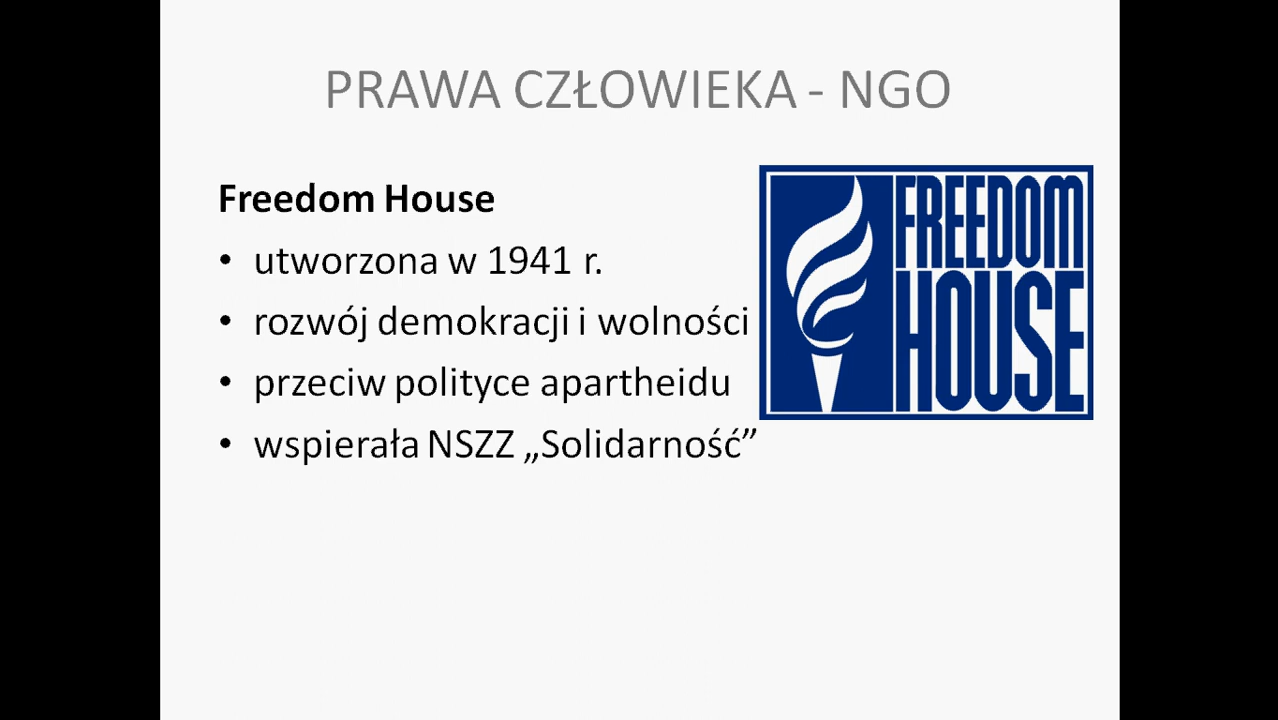 PRAWA CZŁOWIEKA - NGO
Freedom House
• utworzona w 1941 r.
• rozwój demokracji i wolności
• przeciw polityce apartheidu
• wspierała NSZZ „Solidarność”
FREEDOM
HOUSE